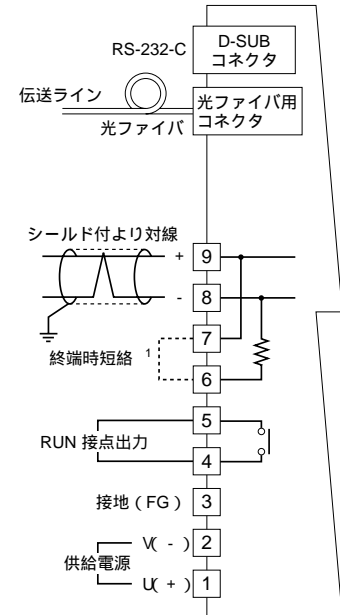 RS-232-C
D-SUB
コネクタ
伝送ライン
光ファイバ
光ファイバ用
コネクタ
シールド付より対線
+ 9
- 8
7
終端時短絡 1
6
5
RUN 接点出力
4
接地（FG） 3
V( - ) 2
供給電源
U( + ) 1